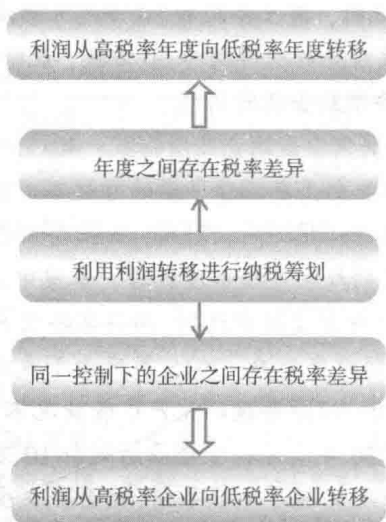 利润从高税率年度向低税率年度转移
年度之间存在税率差异
利用利润转移进行纳税筹划
同一控制下的企业之间存在税率差异
利润从高税率企业向低税率企业转移